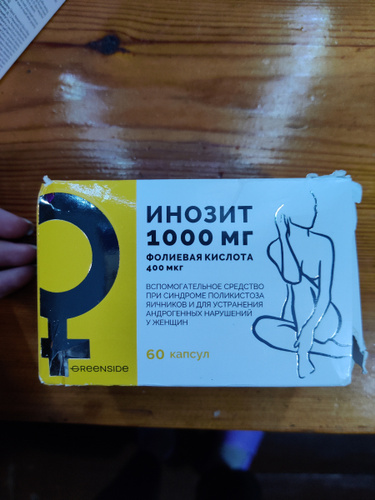 ИНОЗИТ
1000 МГ
ФОЛИЕВАЯ КИСЛОТА
400 МКГ
ВСПОМОГАТЕЛЬНОЕ СРЕДСТВО
ПРИ СИНДРОМЕ ПОЛИКИСТОЗА
ЯИЧНИКОВ И ДЛЯ УСТРАНЕНИЯ
АНДРОГЕННЫХ НАРУШЕНИЙ
У ЖЕНЩИН
60 капсул
GREENSIDE